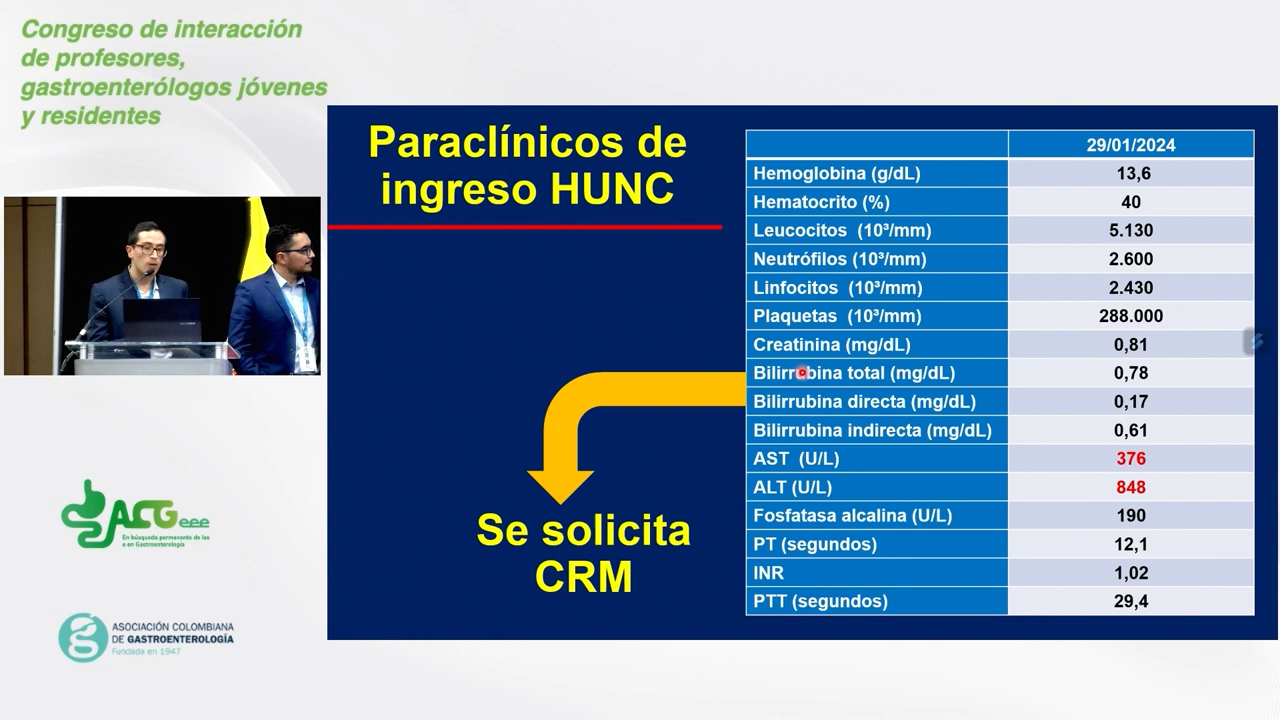 Congreso de interacción
de profesores,
gastroenterólogos jóvenes
y residentes
Paraclínicos de
ingreso HUNC
29/01/2024
Hemoglobina (g/dL) 13,6
Hematocrito (%) 40
Leucocitos (10³/mm) 5.130
Neutrófilos (10³/mm) 2.600
Linfocitos (10³/mm) 2.430
Plaquetas (10³/mm) 288.000
Creatinina (mg/dL) 0,81
Bilirrubina total (mg/dL) 0,78
Bilirrubina directa (mg/dL) 0,17
Bilirrubina indirecta (mg/dL) 0,61
AST (U/L) 376
ALT (U/L) 848
Fosfatasa alcalina (U/L) 190
PT (segundos) 12,1
INR 1,02
PTT (segundos) 29,4
Se solicita
CRM
ACGeee
En búsqueda permanente de las
e en Gastroenterología
ASOCIACIÓN COLOMBIANA
DE GASTROENTEROLOGÍA
Fundada en 1947